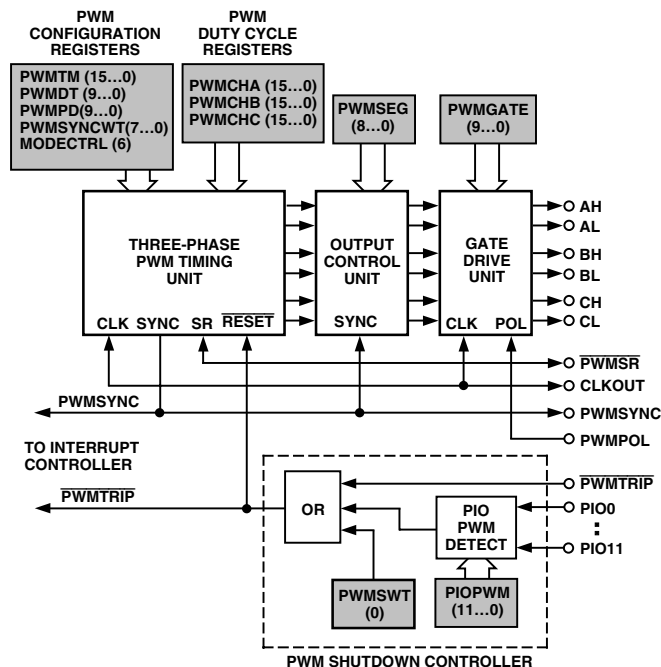 PWM
CONFIGURATION
REGISTERS
PWM
DUTY CYCLE
REGISTERS
PWMTM (15...0)
PWMDT (9...0)
PWMPD(9...0)
PWMSYNCWT(7...0)
MODECTRL (6)
PWMCHA (15...0)
PWMCHB (15...0)
PWMCHC (15...0)
PWMSEG
(8...0)
PWMGATE
(9...0)
THREE-PHASE
PWM TIMING
UNIT
CLK SYNC SR RESET
OUTPUT
CONTROL
UNIT
SYNC
GATE
DRIVE
UNIT
CLK POL
AH
AL
BH
BL
CH
CL
PWMSR
CLKOUT
PWMSYNC
PWMSYNC
PWMPOL
TO INTERRUPT
CONTROLLER
PWMTRIP
PWMTRIP
OR
PIO
PWM
DETECT
PIO0
:
PIO11
PWMSWT
(0)
PIOPWM
(11...0)
PWM SHUTDOWN CONTROLLER